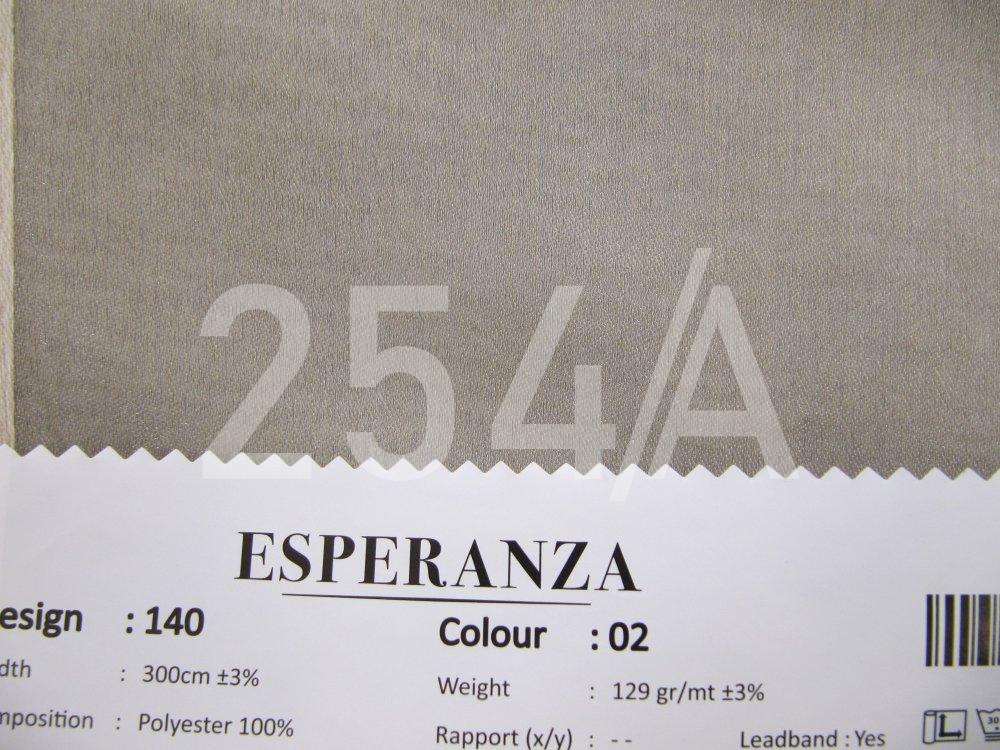 254//A
ESPERANZA
esign : 140 Colour : 02
dth : 300cm ±3% Weight : 129 gr/mt ±3%
mposition : Polyester 100% Rapport (x/y) : - - Leadband : Yes
30